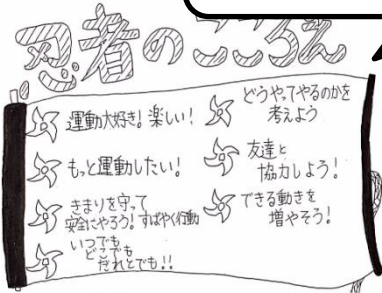 忍者のこころえ
運動大好き!楽しい!
もっと運動したい!
きまりを守って
安全にやろう!すばやく行動
いつでも
どこでも
だれとでも!!
どうやってやるのかを
考えよう
友達と
協力しよう!
できる動きを
増やそう!